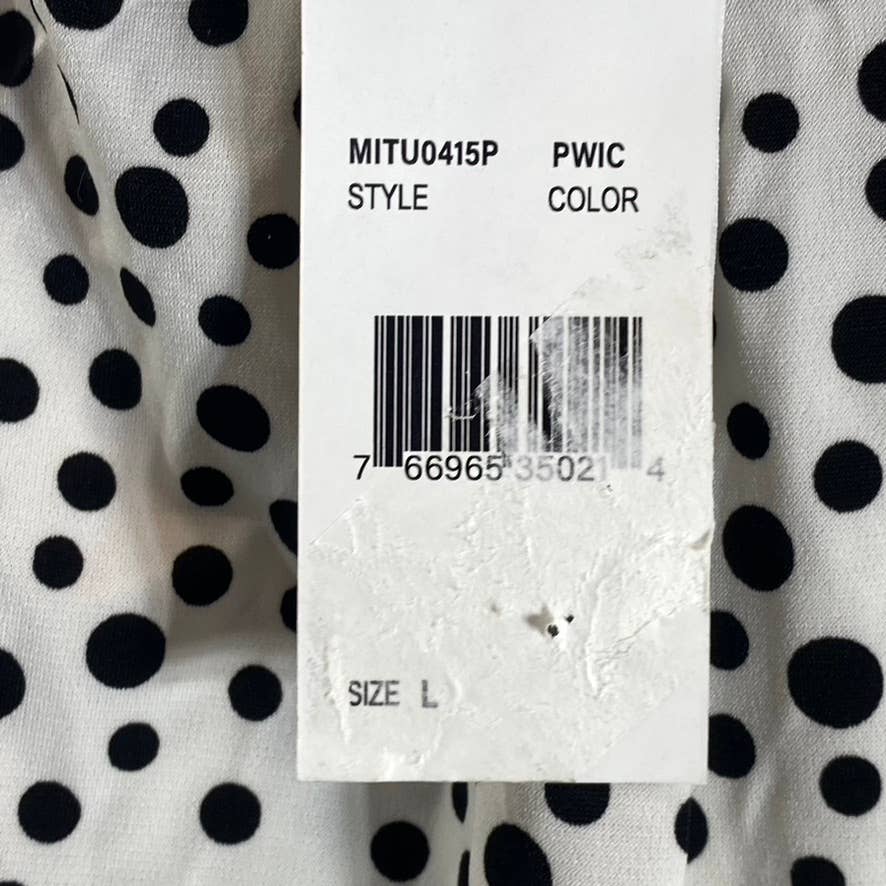 MITU0415P PWIC
STYLE COLOR
7 66965 35021 4
SIZE L